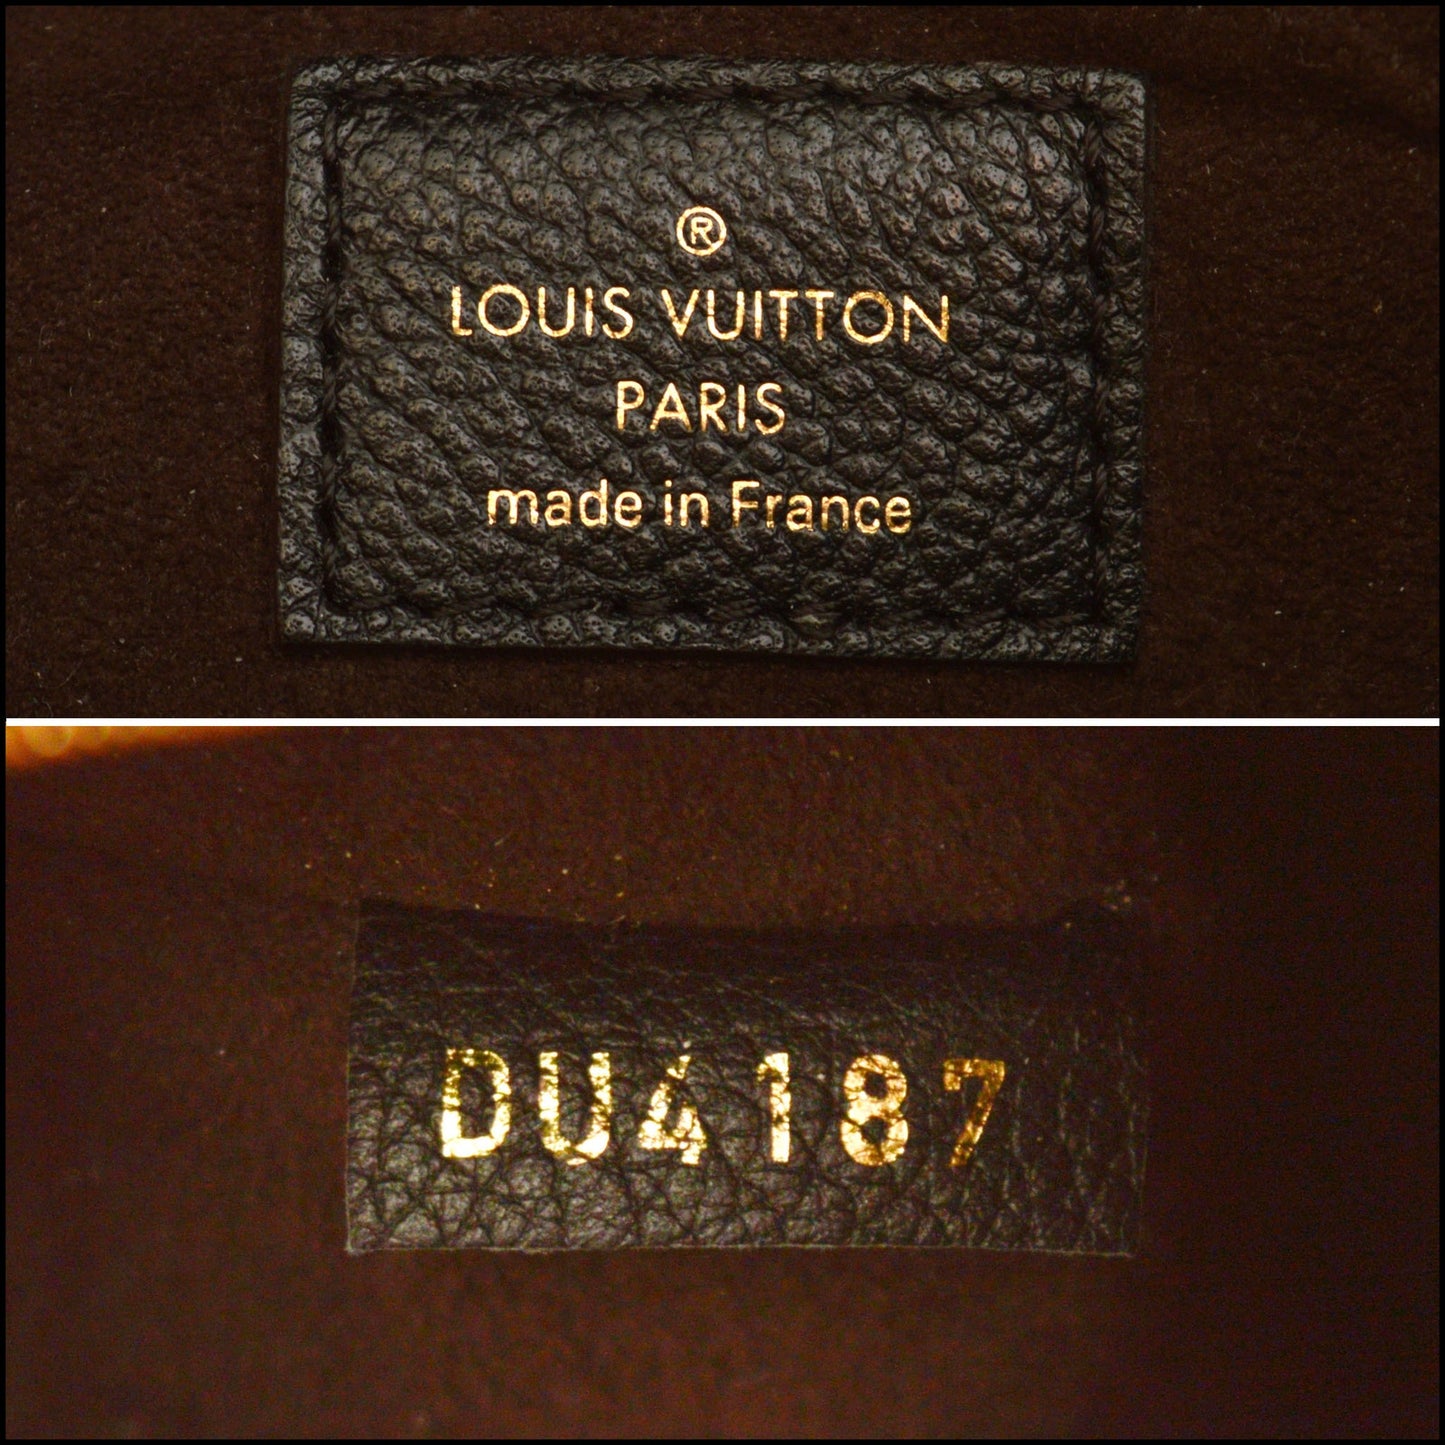 ®
LOUIS VUITTON
PARIS
made in France
DU4187